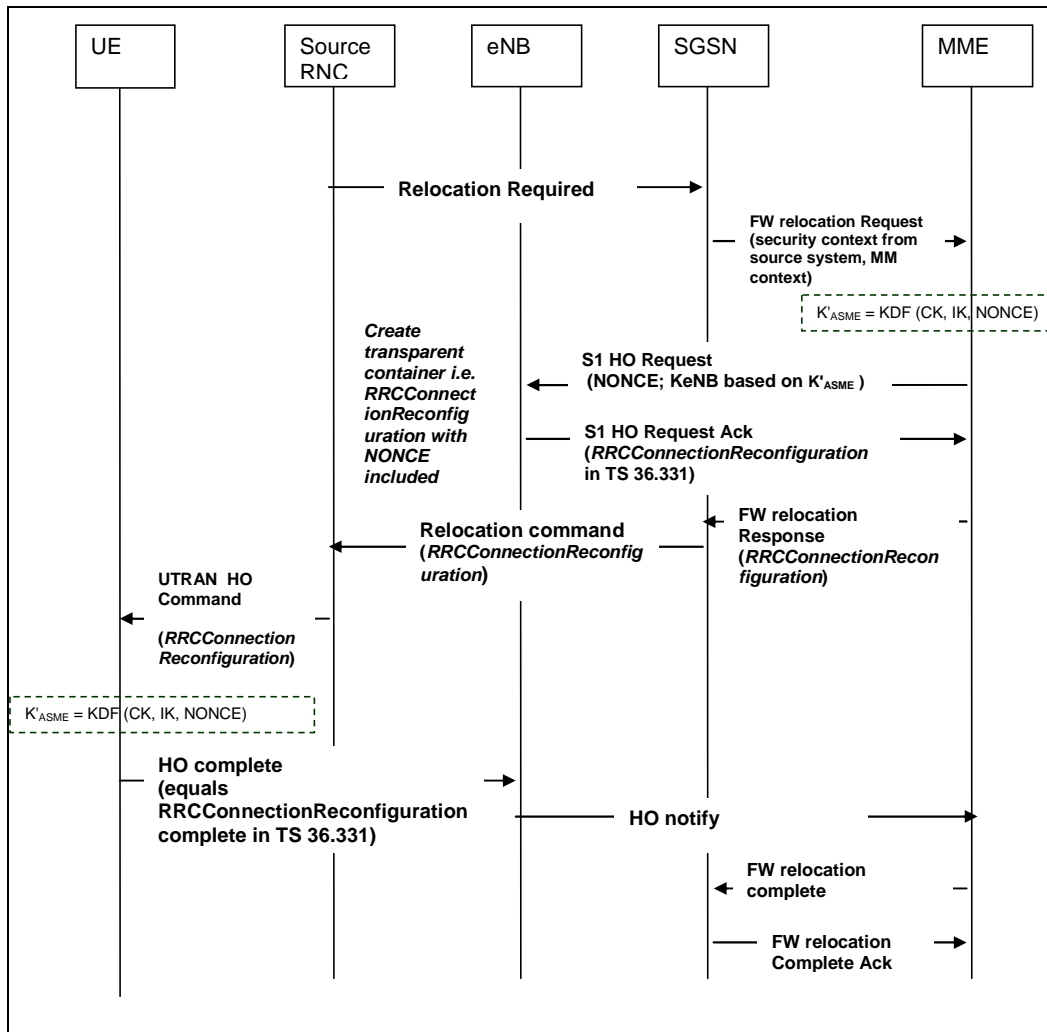 UE
Source
RNC
eNB
SGSN
MME
Relocation Required
FW relocation Request
(security context from
source system, MM
context)
K'ASME = KDF (CK, IK, NONCE)
Create
transparent
container i.e.
RRCConnect
ionReconfig
uration with
NONCE
included
S1 HO Request
(NONCE; KeNB based on K'ASME )
S1 HO Request Ack
(RRCConnectionReconfiguration
in TS 36.331)
FW relocation
Response
(RRCConnectionRecon
figuration)
Relocation command
(RRCConnectionReconfig
uration)
UTRAN HO
Command
(RRCConnection
Reconfiguration)
K'ASME = KDF (CK, IK, NONCE)
HO complete
(equals
RRCConnectionReconfiguration
complete in TS 36.331)
HO notify
FW relocation
complete
FW relocation
Complete Ack